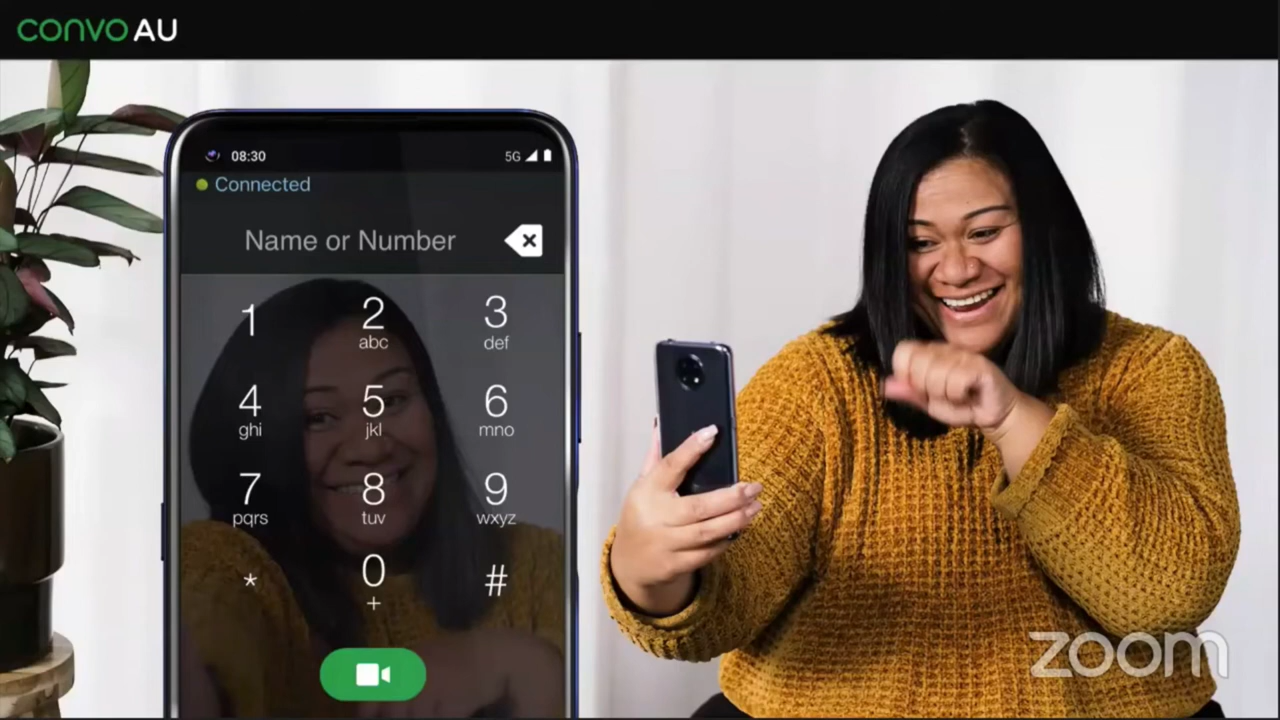 convo AU
08:30
5G
Connected
Name or Number
1
2
3
abc
def
4
5
6
ghi
jkl
mno
7
8
9
pqrs
tuv
wxyz
*
0
#
+
zoom